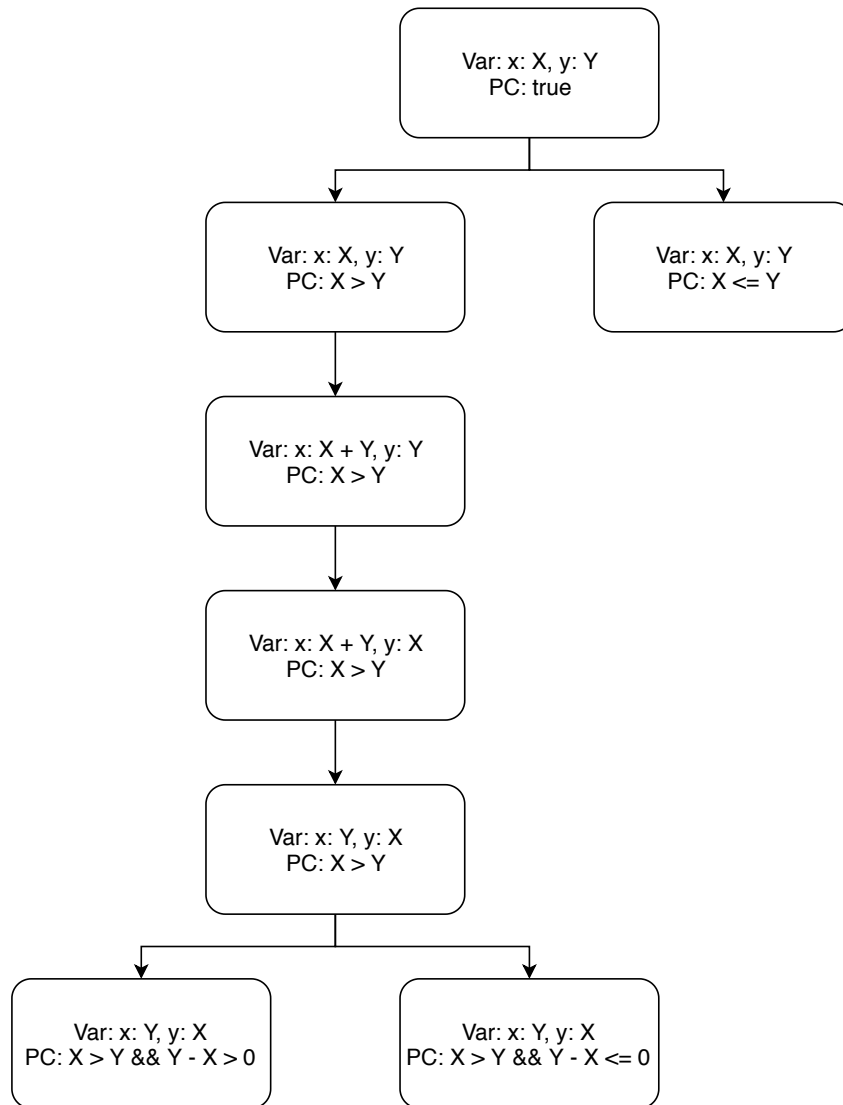 Var: x: X, y: Y
PC: true
Var: x: X, y: Y
PC: X > Y
Var: x: X, y: Y
PC: X <= Y
Var: x: X + Y, y: Y
PC: X > Y
Var: x: X + Y, y: X
PC: X > Y
Var: x: Y, y: X
PC: X > Y
Var: x: Y, y: X
PC: X > Y && Y - X > 0
Var: x: Y, y: X
PC: X > Y && Y - X <= 0